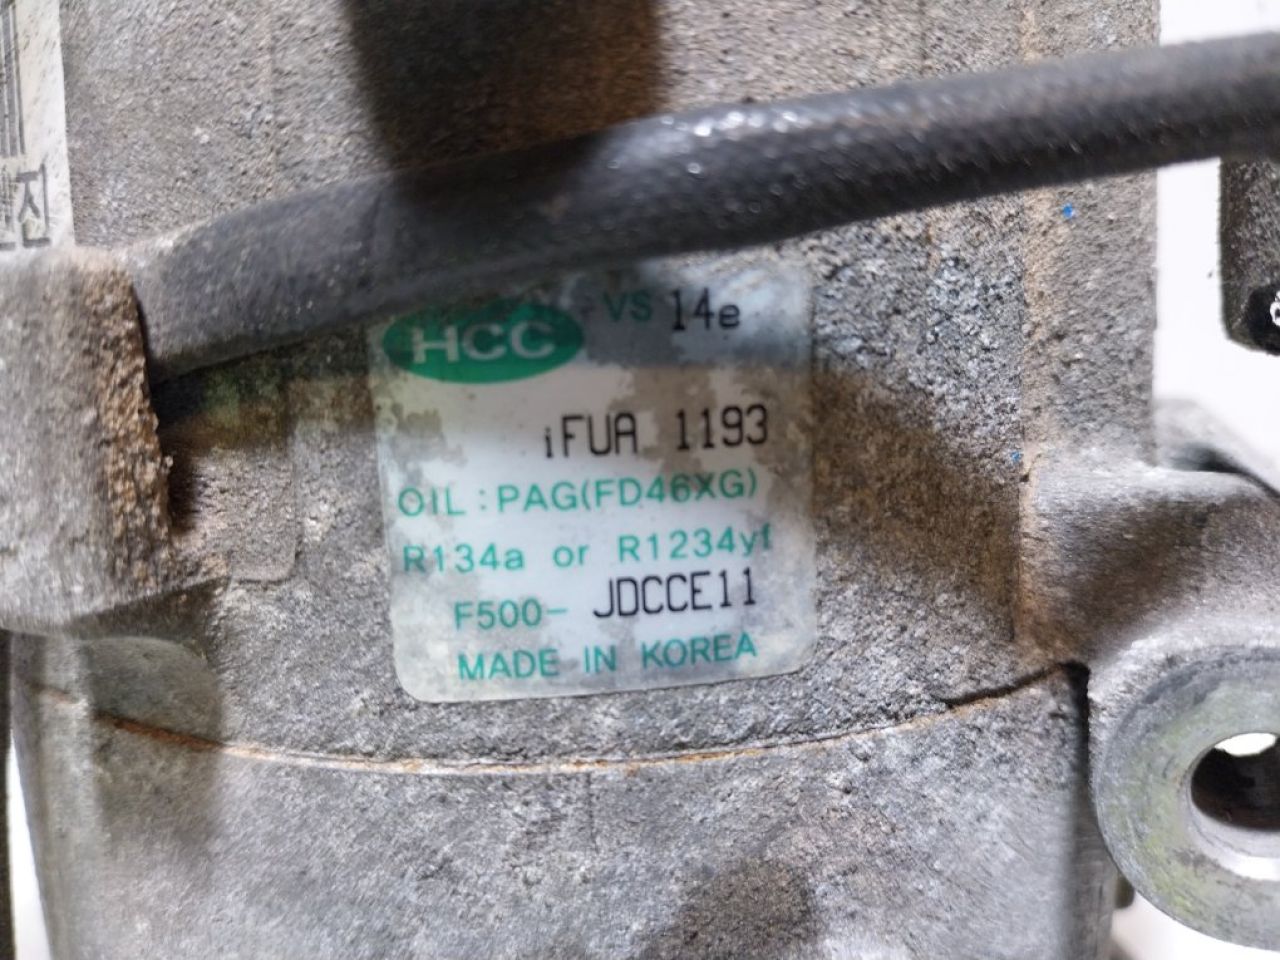 VS 14e
HCC
iFUA 1193
OIL : PAG(FD46XG)
R134a or R1234yf
F500- JDCCE11
MADE IN KOREA